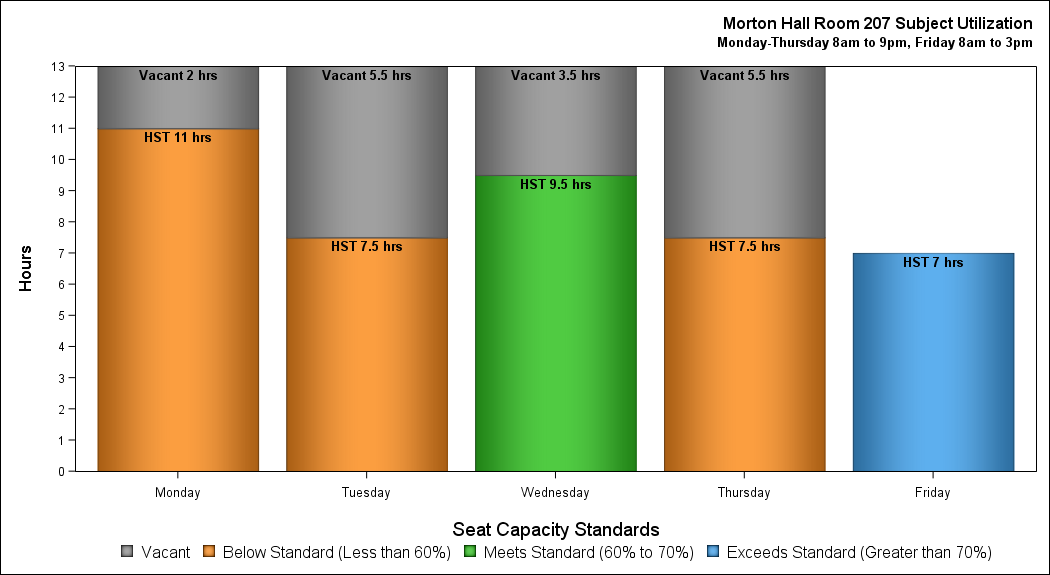 Morton Hall Room 207 Subject Utilization
Monday-Thursday 8am to 9pm, Friday 8am to 3pm
Hours
13
12
11
10
9
8
7
6
5
4
3
2
1
0
Vacant 2 hrs
HST 11 hrs
Vacant 5.5 hrs
HST 7.5 hrs
Vacant 3.5 hrs
HST 9.5 hrs
Vacant 5.5 hrs
HST 7.5 hrs
HST 7 hrs
Monday Tuesday Wednesday Thursday Friday
Seat Capacity Standards
Vacant Below Standard (Less than 60%) Meets Standard (60% to 70%) Exceeds Standard (Greater than 70%)